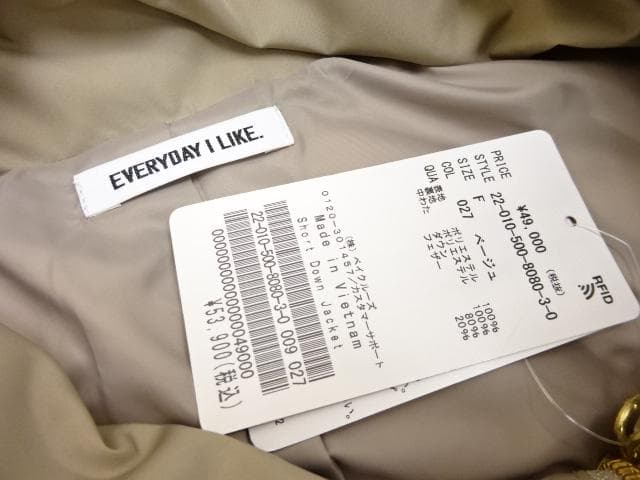 EVERYDAY I LIKE.
PRICE ¥49,000 (税抜)
STYLE 22-010-500-8080-3-0
SIZE F
COL 027 ベージュ
QUA 表地 ポリエステル 100%
裏地 ポリエステル 100%
中わた ダウン 80%
フェザー 20%
RFID
(株)ベイクルーズ
0120-301457/カスタマーサポート
Made in Vietnam
Short Down Jacket
22-010-500-8080-3-0 009 027
0000000000000000049000
¥53,900(税込)
い。
2